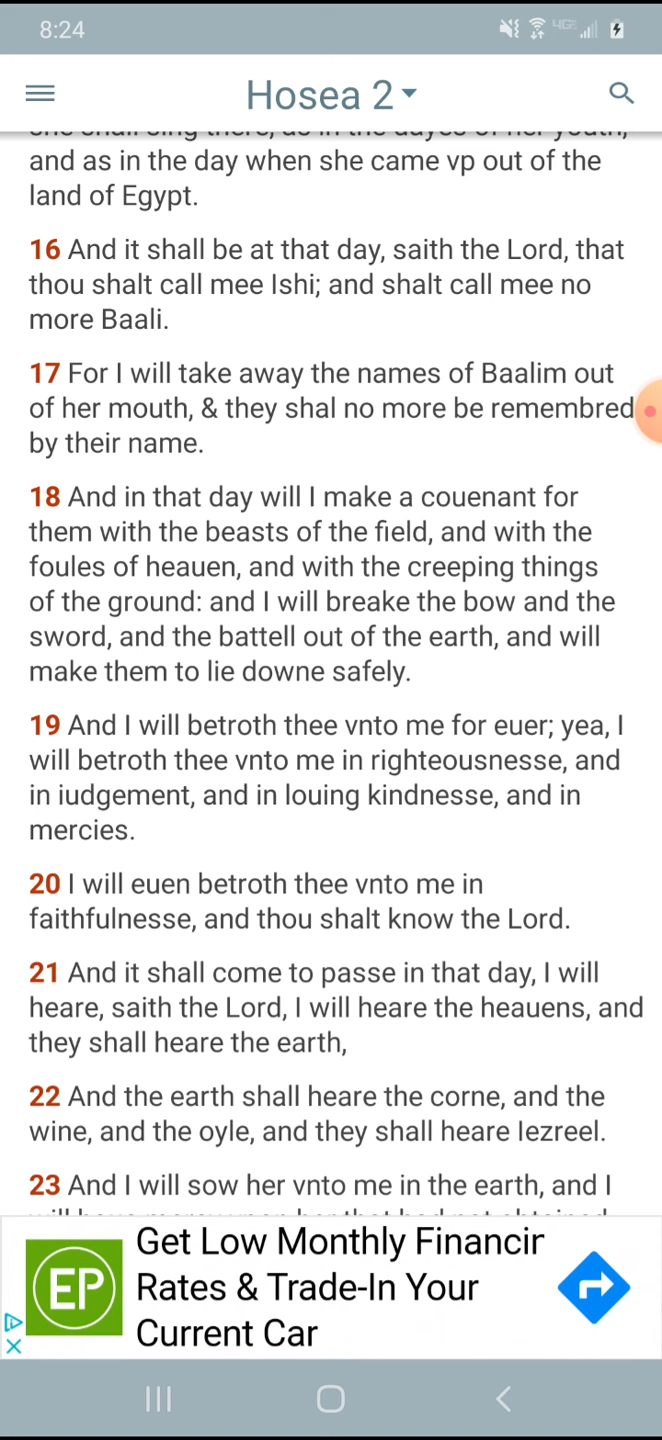 8:24
4GE
Hosea 2
and as in the day when she came vp out of the
land of Egypt.
16 And it shall be at that day, saith the Lord, that
thou shalt call mee Ishi; and shalt call mee no
more Baali.
17 For I will take away the names of Baalim out
of her mouth, & they shal no more be remembred
by their name.
18 And in that day will I make a couenant for
them with the beasts of the field, and with the
foules of heauen, and with the creeping things
of the ground: and I will breake the bow and the
sword, and the battell out of the earth, and will
make them to lie downe safely.
19 And I will betroth thee vnto me for euer; yea, I
will betroth thee vnto me in righteousnesse, and
in iudgement, and in louing kindnesse, and in
mercies.
20 I will euen betroth thee vnto me in
faithfulnesse, and thou shalt know the Lord.
21 And it shall come to passe in that day, I will
heare, saith the Lord, I will heare the heauens, and
they shall heare the earth,
22 And the earth shall heare the corne, and the
wine, and the oyle, and they shall heare Iezreel.
23 And I will sow her vnto me in the earth, and I
EP
Get Low Monthly Financir
Rates & Trade-In Your
Current Car